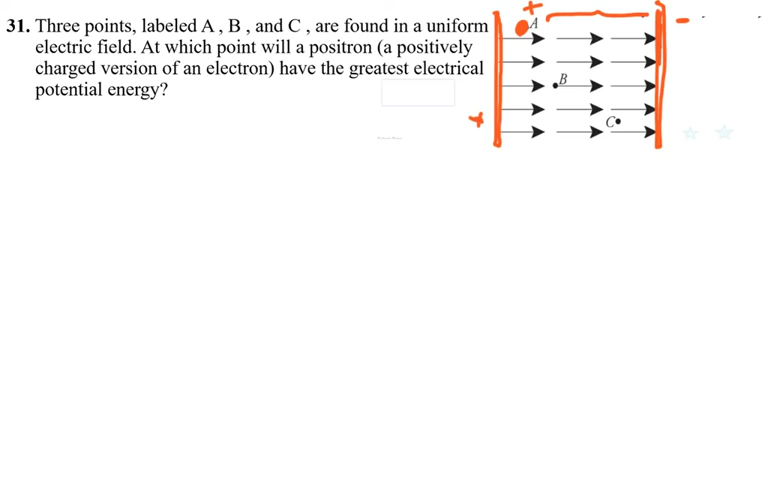 31. Three points, labeled A , B , and C , are found in a uniform
electric field. At which point will a positron (a positively
charged version of an electron) have the greatest electrical
potential energy?
+
A
-
B
+
C